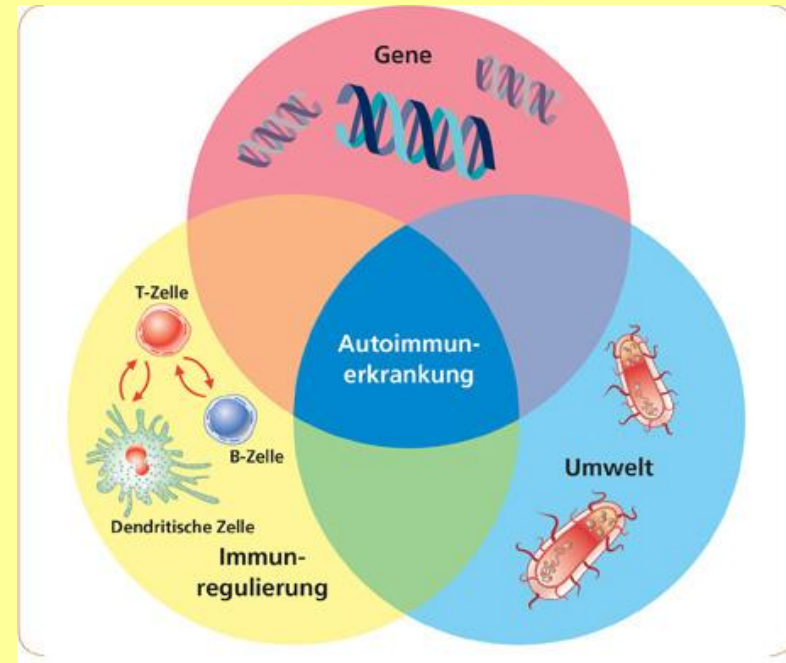 Gene
T-Zelle
Autoimmun-
erkrankung
B-Zelle
Umwelt
Dendritische Zelle
Immun-
regulierung